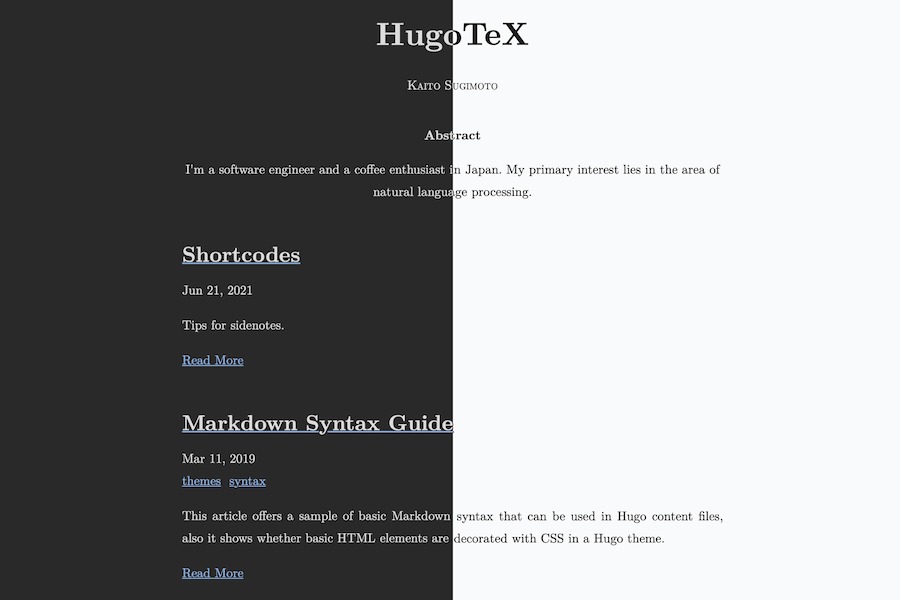 HugoTeX
Kaito Sugimoto
Abstract
I'm a software engineer and a coffee enthusiast in Japan. My primary interest lies in the area of
natural language processing.
Shortcodes
Jun 21, 2021
Tips for sidenotes.
Read More
Markdown Syntax Guide
Mar 11, 2019
themes syntax
This article offers a sample of basic Markdown syntax that can be used in Hugo content files,
also it shows whether basic HTML elements are decorated with CSS in a Hugo theme.
Read More